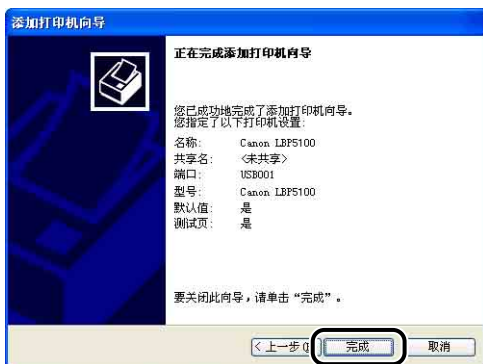 添加打印机向导
正在完成添加打印机向导
您已成功地完成了添加打印机向导。
您指定了以下打印机设置:
名称: Canon LBP5100
共享名: <未共享>
端口: USB001
型号: Canon LBP5100
默认值: 是
测试页: 是
要关闭此向导,请单击“完成”。
<上一步 完成 取消